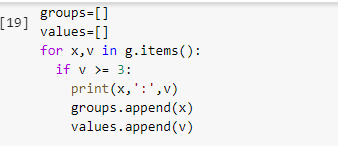 groups=[]
[19] values=[]
for x,v in g.items():
  if v >= 3:
    print(x,':',v)
    groups.append(x)
    values.append(v)